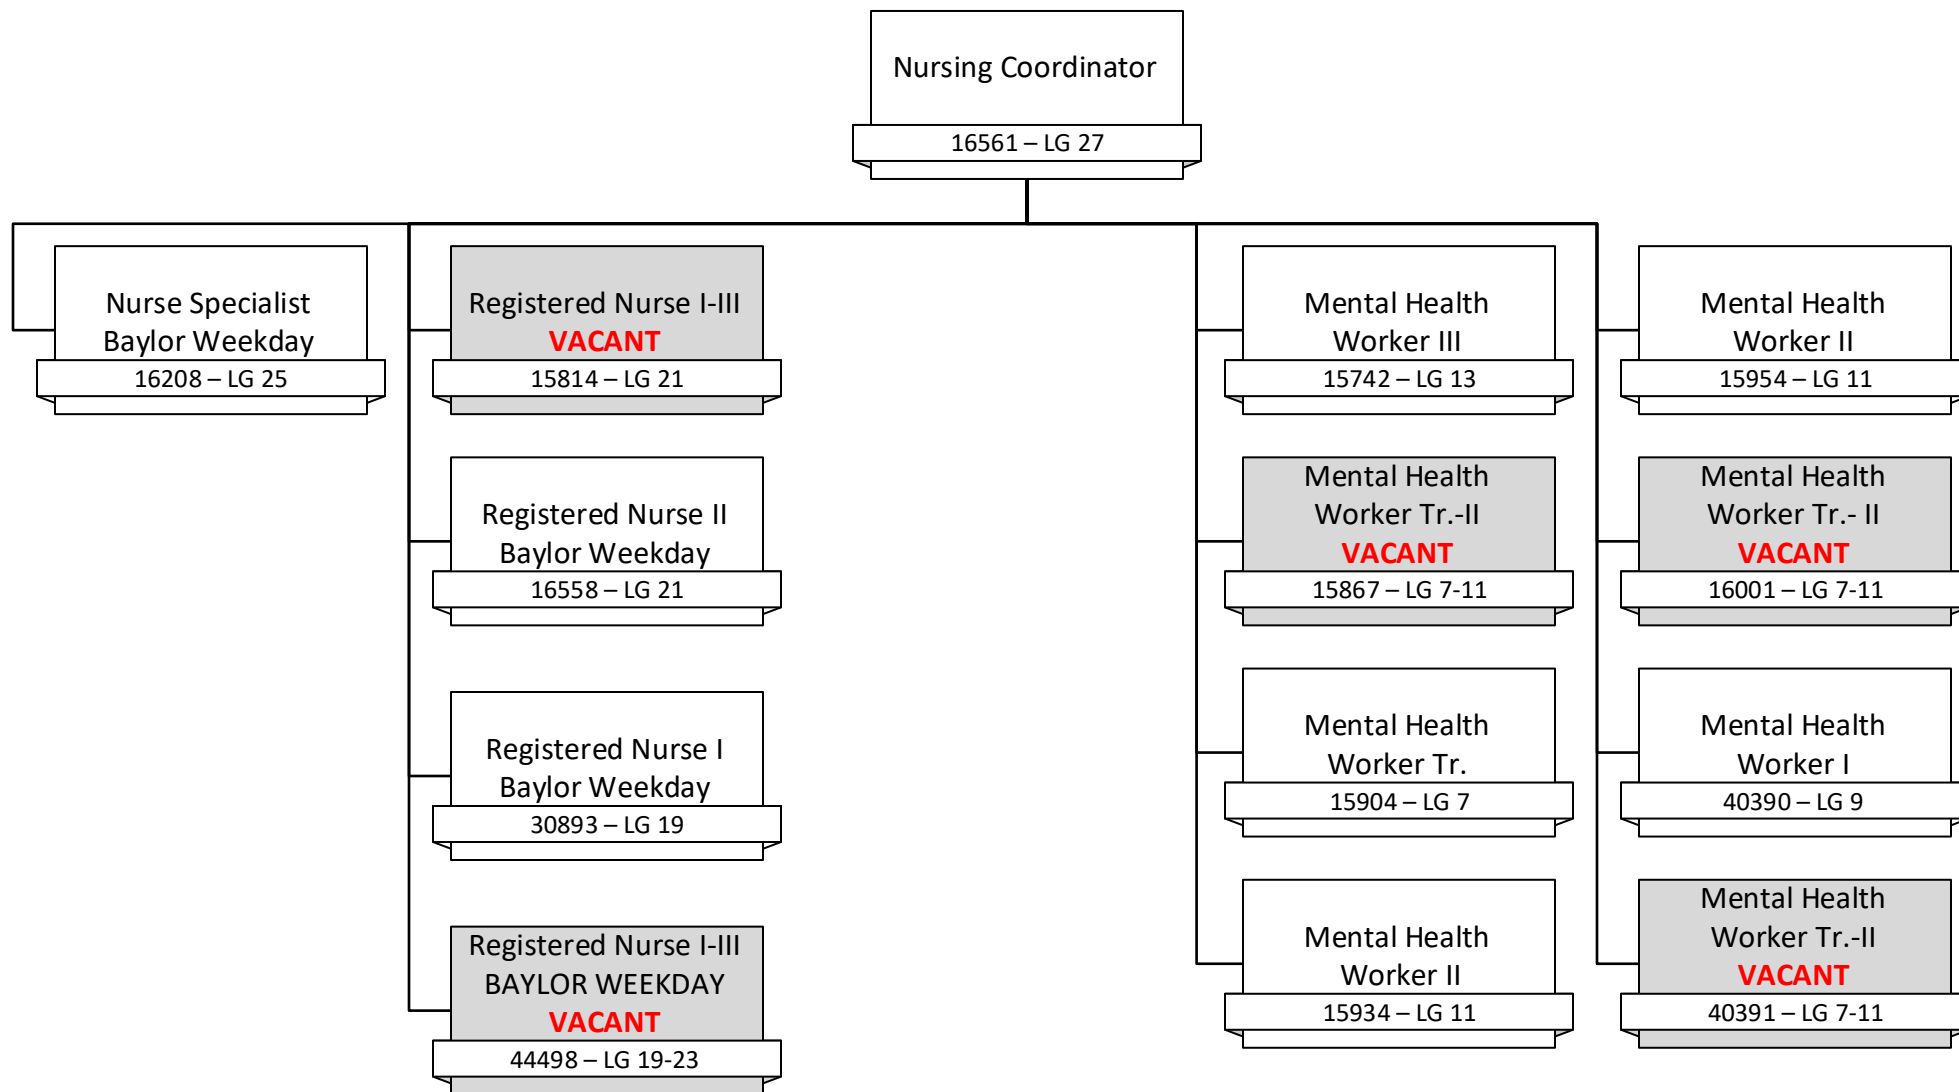 Nursing Coordinator
16561 – LG 27
Nurse Specialist
Baylor Weekday
16208 – LG 25
Registered Nurse I-III
VACANT
15814 – LG 21
Registered Nurse II
Baylor Weekday
16558 – LG 21
Registered Nurse I
Baylor Weekday
30893 – LG 19
Registered Nurse I-III
BAYLOR WEEKDAY
VACANT
44498 – LG 19-23
Mental Health
Worker III
15742 – LG 13
Mental Health
Worker Tr.-II
VACANT
15867 – LG 7-11
Mental Health
Worker Tr.
15904 – LG 7
Mental Health
Worker II
15934 – LG 11
Mental Health
Worker II
15954 – LG 11
Mental Health
Worker Tr.- II
VACANT
16001 – LG 7-11
Mental Health
Worker I
40390 – LG 9
Mental Health
Worker Tr.-II
VACANT
40391 – LG 7-11